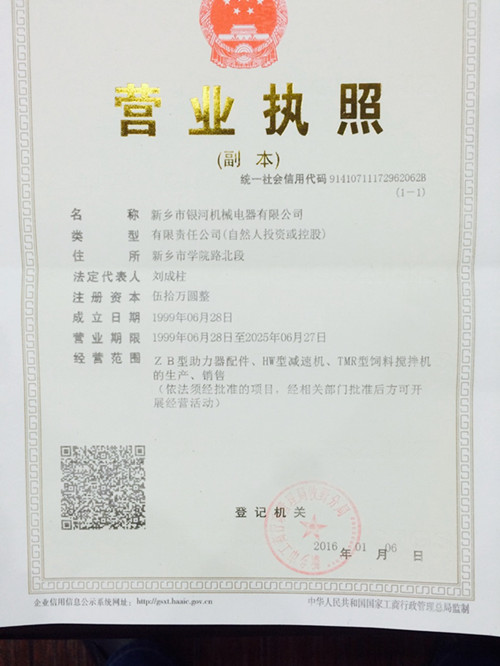 营业执照
(副本)
统一社会信用代码 91410711172962062B
(1-1)
名称 新乡市银河机械电器有限公司
类型 有限责任公司(自然人投资或控股)
住所 新乡市学院路北段
法定代表人 刘成柱
注册资本 伍拾万圆整
成立日期 1999年06月28日
营业期限 1999年06月28日至2025年06月27日
经营范围 ZB型助力器配件、HW型减速机、TMR型饲料搅拌机
的生产、销售
(依法须经批准的项目,经相关部门批准后方可开
展经营活动)
登记机关
2016年01月06日
企业信用信息公示系统网址:http://gsxt.haaic.gov.cn
中华人民共和国国家工商行政管理总局监制